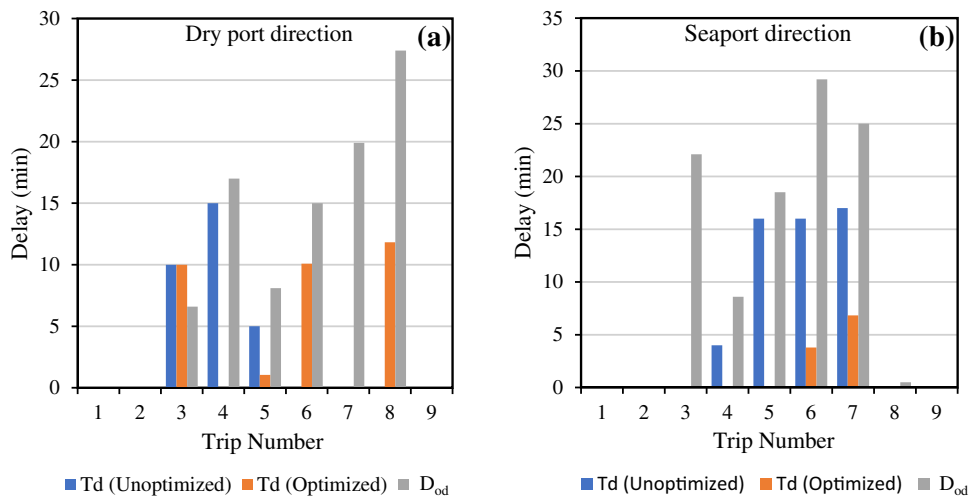 Dry port direction
(a)
30
25
20
15
10
5
0
Delay (min)
1 2 3 4 5 6 7 8 9
Trip Number
Td (Unoptimized) Td (Optimized) Dod
Seaport direction
(b)
35
30
25
20
15
10
5
0
Delay (min)
1 2 3 4 5 6 7 8 9
Trip Number
Td (Unoptimized) Td (Optimized) Dod